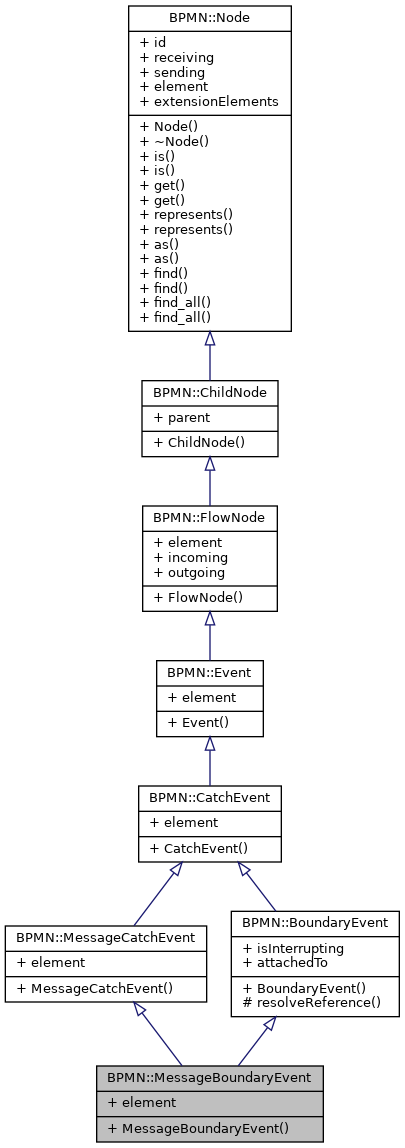 BPMN::Node
+ id
+ receiving
+ sending
+ element
+ extensionElements
+ Node()
+ ~Node()
+ is()
+ is()
+ get()
+ get()
+ represents()
+ represents()
+ as()
+ as()
+ find()
+ find()
+ find_all()
+ find_all()
BPMN::ChildNode
+ parent
+ ChildNode()
BPMN::FlowNode
+ element
+ incoming
+ outgoing
+ FlowNode()
BPMN::Event
+ element
+ Event()
BPMN::CatchEvent
+ element
+ CatchEvent()
BPMN::MessageCatchEvent
+ element
+ MessageCatchEvent()
BPMN::BoundaryEvent
+ isInterrupting
+ attachedTo
+ BoundaryEvent()
# resolveReference()
BPMN::MessageBoundaryEvent
+ element
+ MessageBoundaryEvent()